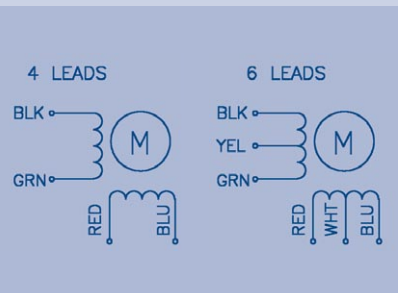 4 LEADS
BLK
GRN
M
RED
BLU
6 LEADS
BLK
YEL
GRN
M
RED
WHT
BLU